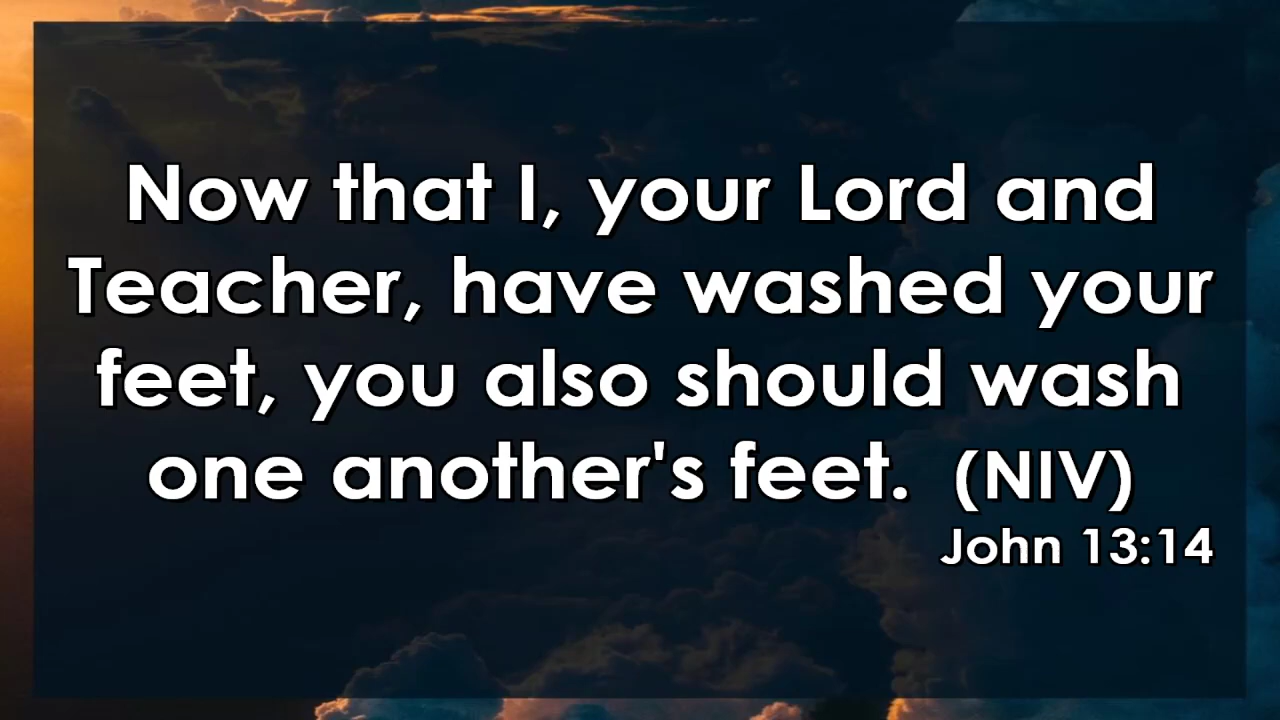 Now that I, your Lord and
Teacher, have washed your
feet, you also should wash
one another's feet.  (NIV)
John 13:14